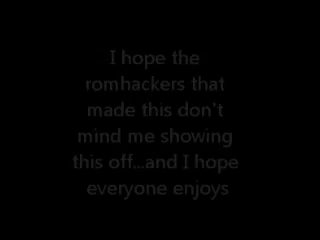 I hope the
romhackers that
made this don't
mind me showing
this off...and I hope
everyone enjoys